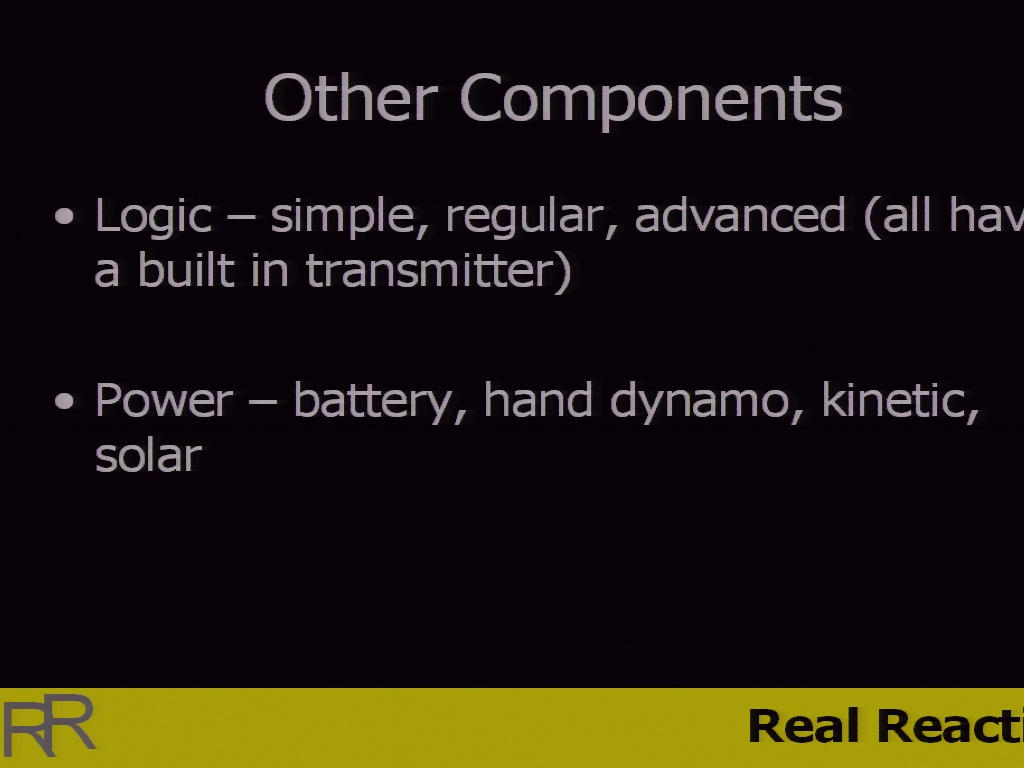 Other Components
• Logic – simple, regular, advanced (all hav
a built in transmitter)
• Power – battery, hand dynamo, kinetic,
solar
RR
Real Reacti